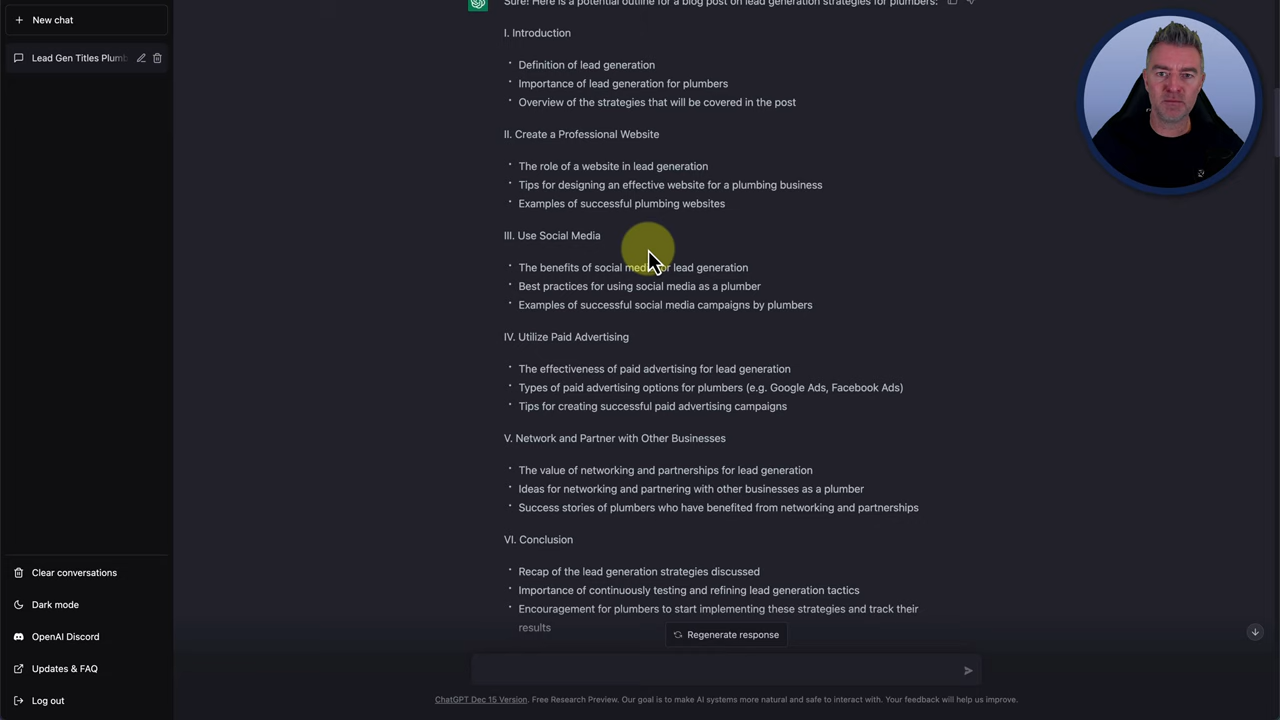 New chat
Lead Gen Titles Plumb
Sure! Here is a potential outline for a blog post on lead generation strategies for plumbers:
I. Introduction
Definition of lead generation
Importance of lead generation for plumbers
Overview of the strategies that will be covered in the post
II. Create a Professional Website
The role of a website in lead generation
Tips for designing an effective website for a plumbing business
Examples of successful plumbing websites
III. Use Social Media
The benefits of social media for lead generation
Best practices for using social media as a plumber
Examples of successful social media campaigns by plumbers
IV. Utilize Paid Advertising
The effectiveness of paid advertising for lead generation
Types of paid advertising options for plumbers (e.g. Google Ads, Facebook Ads)
Tips for creating successful paid advertising campaigns
V. Network and Partner with Other Businesses
The value of networking and partnerships for lead generation
Ideas for networking and partnering with other businesses as a plumber
Success stories of plumbers who have benefited from networking and partnerships
VI. Conclusion
Recap of the lead generation strategies discussed
Importance of continuously testing and refining lead generation tactics
Encouragement for plumbers to start implementing these strategies and track their
results
Regenerate response
Clear conversations
Dark mode
OpenAI Discord
Updates & FAQ
Log out
ChatGPT Dec 15 Version. Free Research Preview. Our goal is to make AI systems more natural and safe to interact with. Your feedback will help us improve.